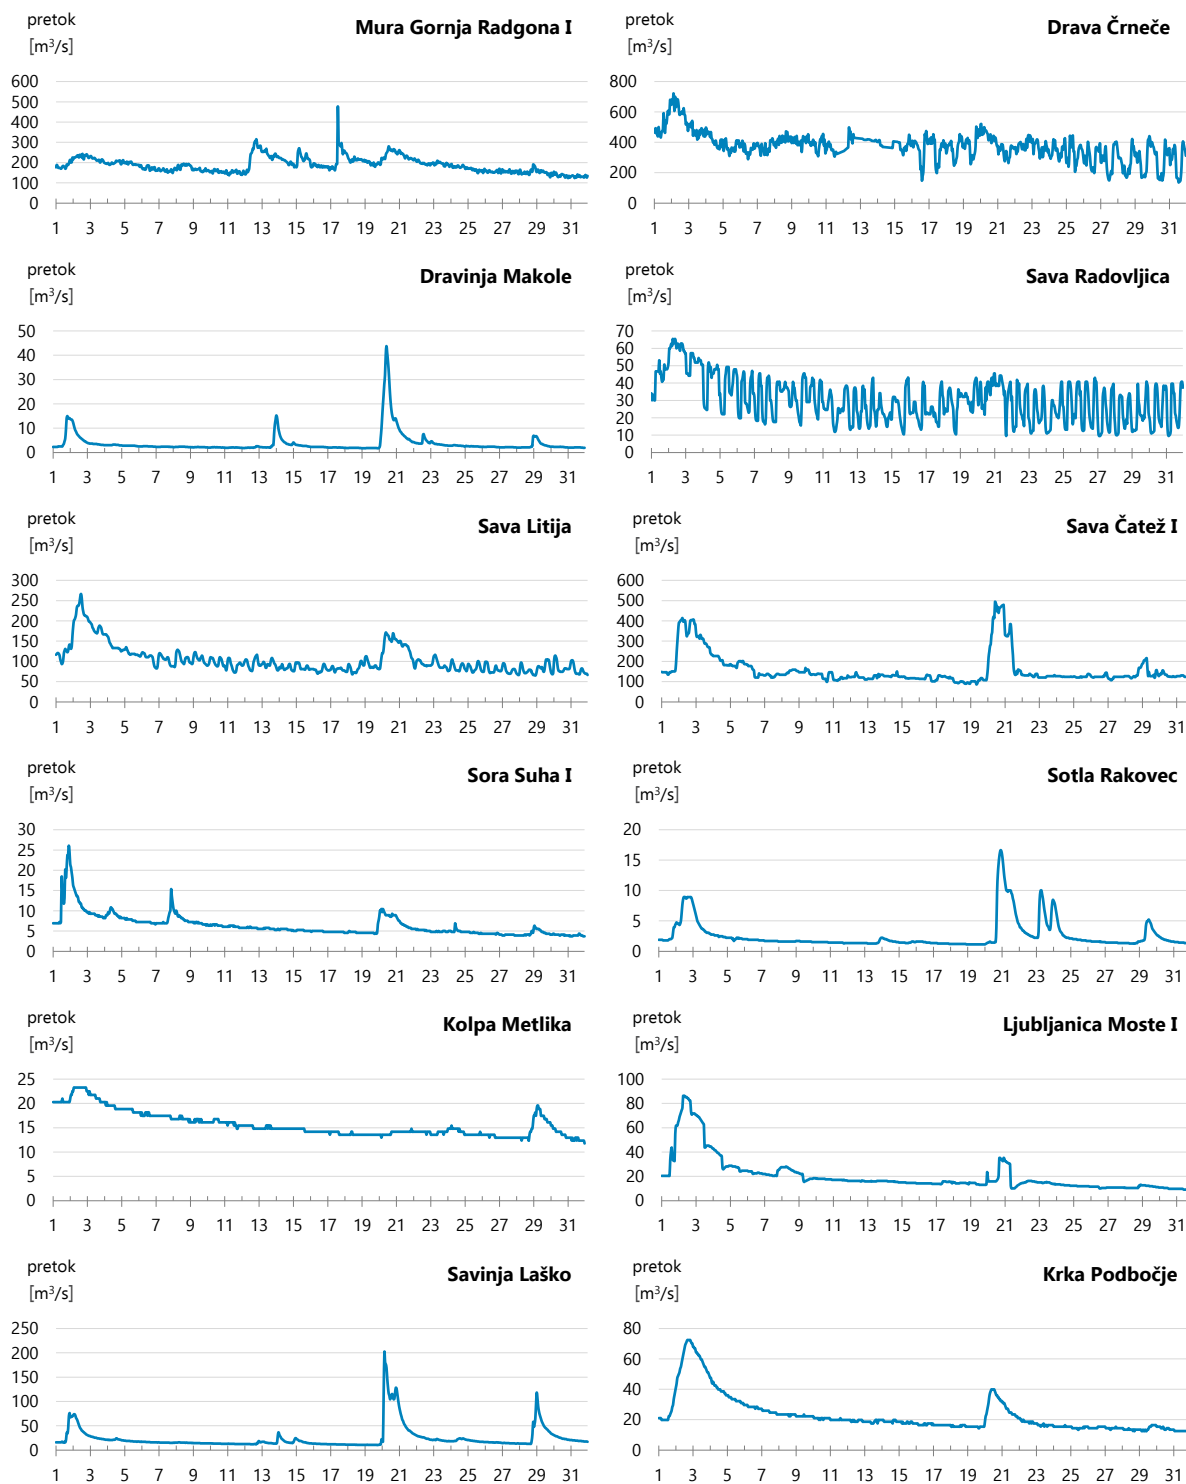 pretok
[m³/s]
Mura Gornja Radgona I
600
500
400
300
200
100
0
1 3 5 7 9 11 13 15 17 19 21 23 25 27 29 31
pretok
[m³/s]
Drava Črneče
800
600
400
200
0
1 3 5 7 9 11 13 15 17 19 21 23 25 27 29 31
pretok
[m³/s]
Dravinja Makole
50
40
30
20
10
0
1 3 5 7 9 11 13 15 17 19 21 23 25 27 29 31
pretok
[m³/s]
Sava Radovljica
70
60
50
40
30
20
10
0
1 3 5 7 9 11 13 15 17 19 21 23 25 27 29 31
pretok
[m³/s]
Sava Litija
300
250
200
150
100
50
0
1 3 5 7 9 11 13 15 17 19 21 23 25 27 29 31
pretok
[m³/s]
Sava Čatež I
600
500
400
300
200
100
0
1 3 5 7 9 11 13 15 17 19 21 23 25 27 29 31
pretok
[m³/s]
Sora Suha I
30
25
20
15
10
5
0
1 3 5 7 9 11 13 15 17 19 21 23 25 27 29 31
pretok
[m³/s]
Sotla Rakovec
20
15
10
5
0
1 3 5 7 9 11 13 15 17 19 21 23 25 27 29 31
pretok
[m³/s]
Kolpa Metlika
25
20
15
10
5
0
1 3 5 7 9 11 13 15 17 19 21 23 25 27 29 31
pretok
[m³/s]
Ljubljanica Moste I
100
80
60
40
20
0
1 3 5 7 9 11 13 15 17 19 21 23 25 27 29 31
pretok
[m³/s]
Savinja Laško
250
200
150
100
50
0
1 3 5 7 9 11 13 15 17 19 21 23 25 27 29 31
pretok
[m³/s]
Krka Podbočje
80
60
40
20
0
1 3 5 7 9 11 13 15 17 19 21 23 25 27 29 31